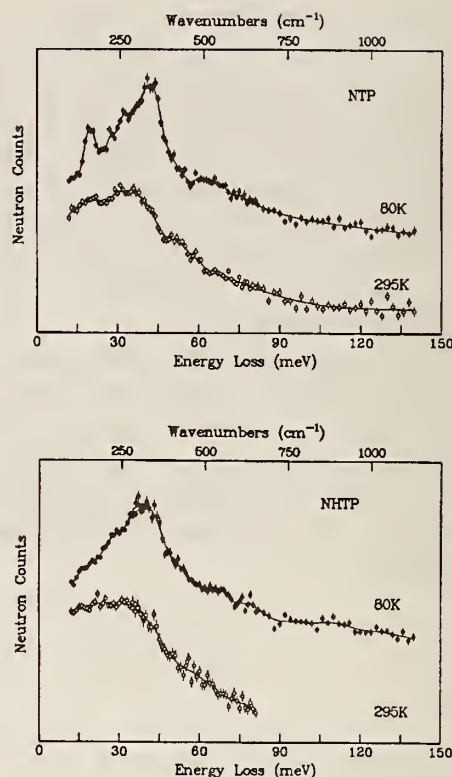 Wavenumbers (cm⁻¹)
0 250 500 750 1000
NTP
80K
295K
Neutron Counts
0 30 60 90 120 150
Energy Loss (meV)
Wavenumbers (cm⁻¹)
0 250 500 750 1000
NHTP
80K
295K
Neutron Counts
0 30 60 90 120 150
Energy Loss (meV)